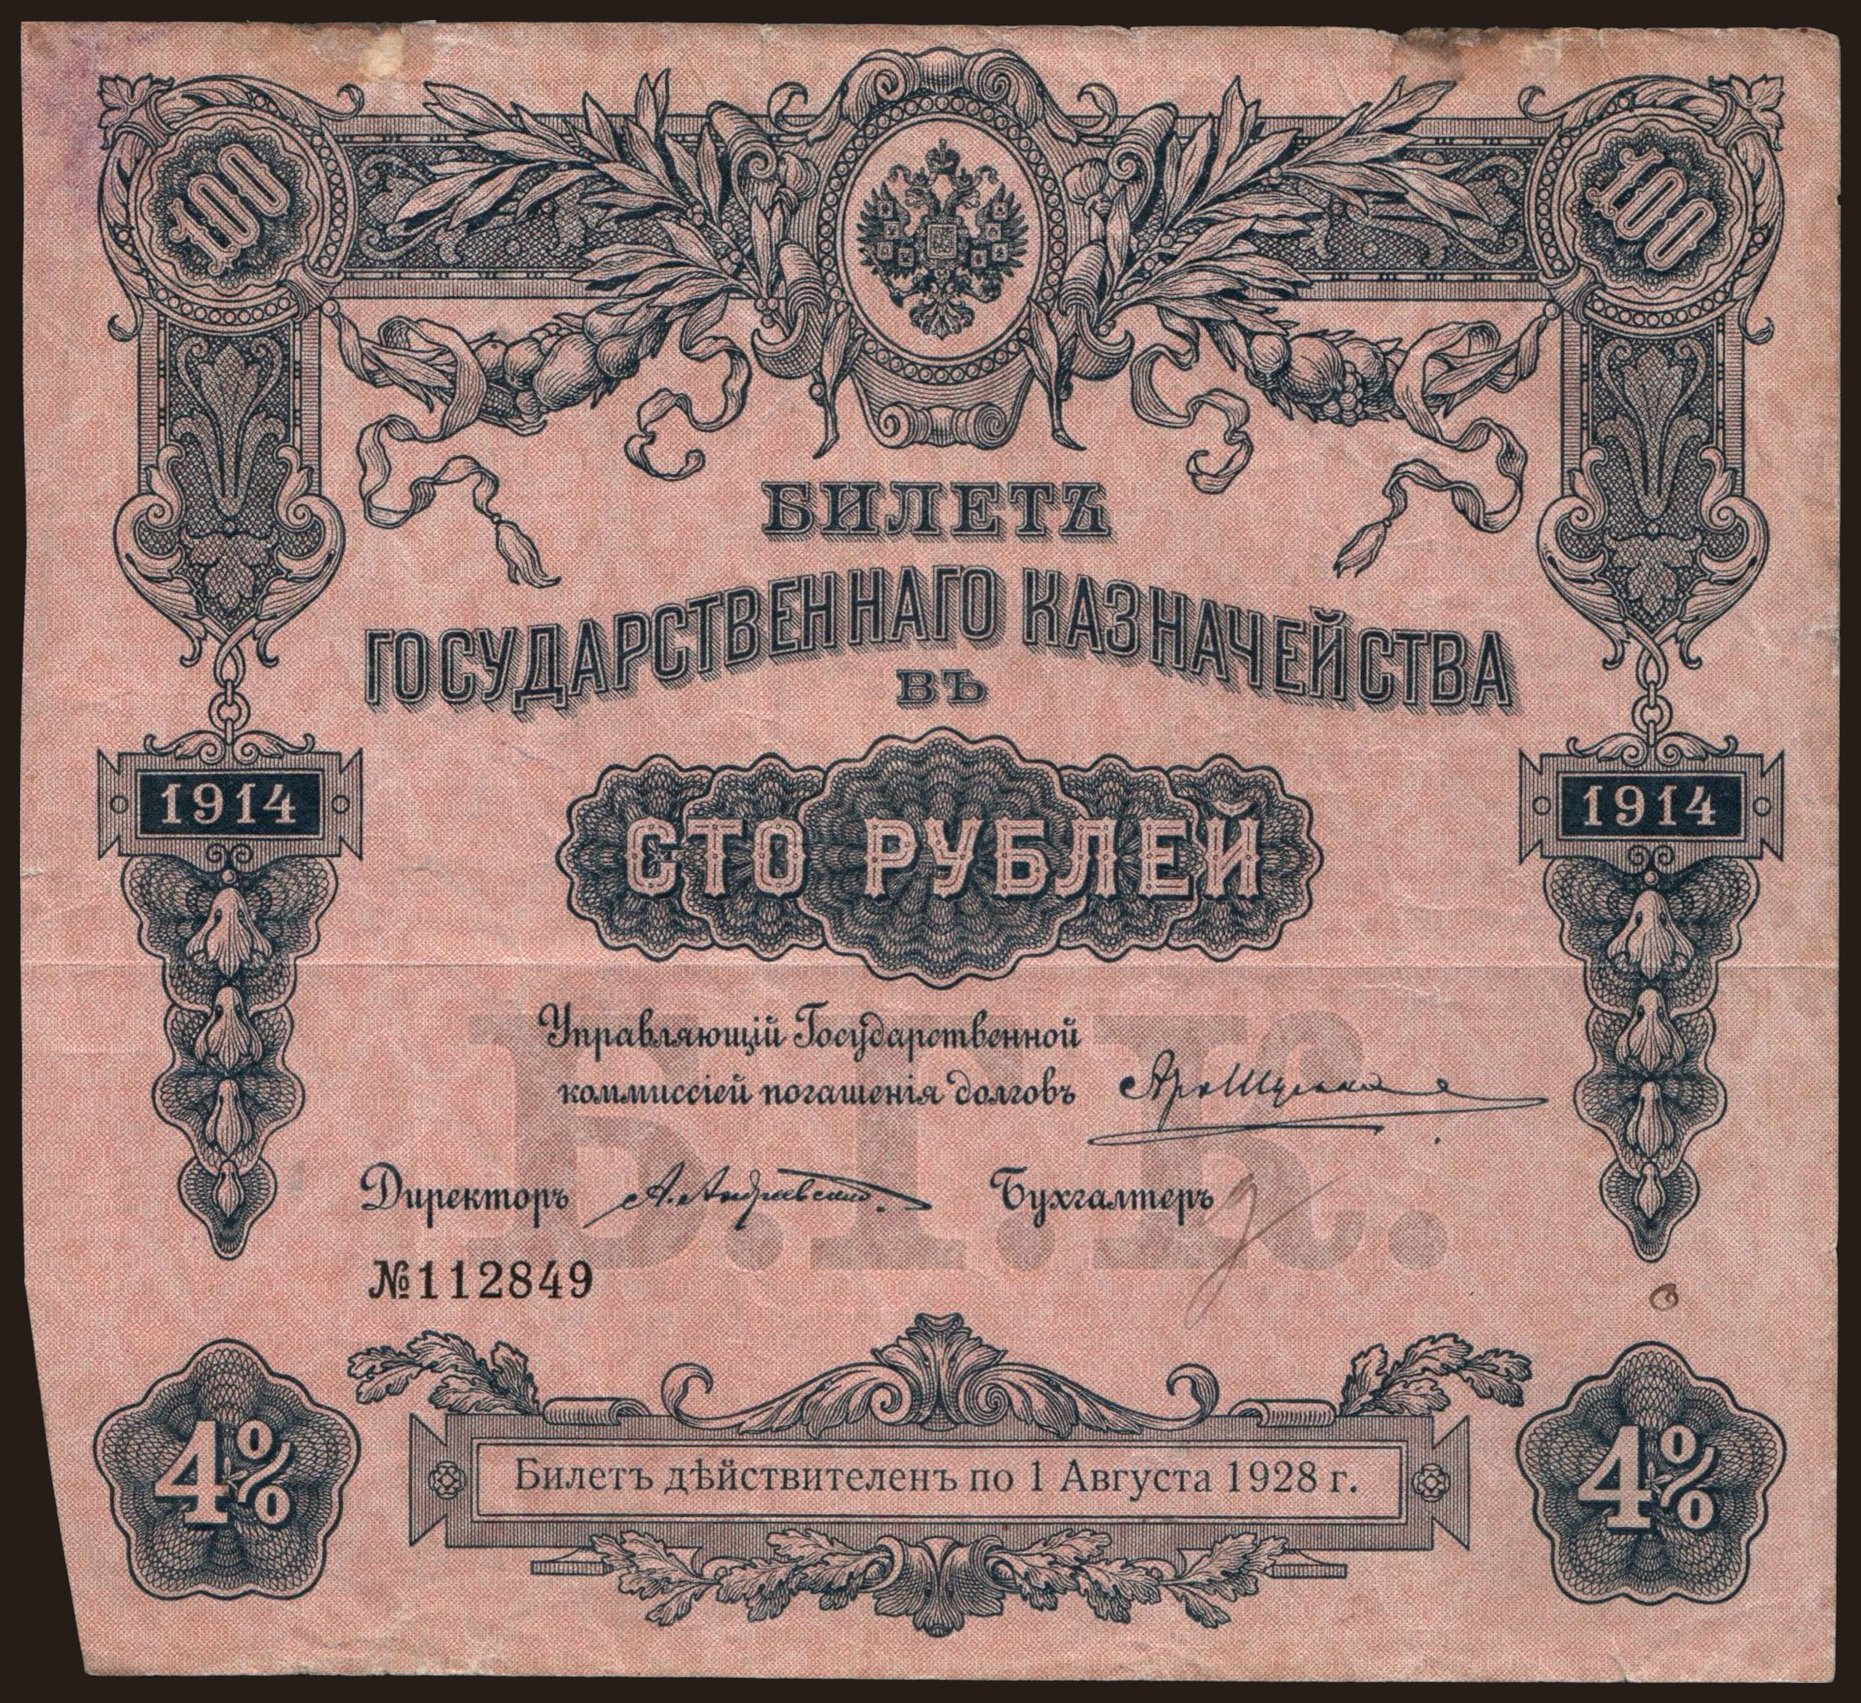 100 100
БИЛЕТЪ
ГОСУДАРСТВЕННАГО КАЗНАЧЕЙСТВА
ВЪ
1914 1914
СТО РУБЛЕЙ
Управляющій Государственной
коммиссіей погашенія долговъ
Директоръ Бухгалтеръ
Б.Г.К.
№112849
4% 4%
Билетъ дѣйствителенъ по 1 Августа 1928 г.